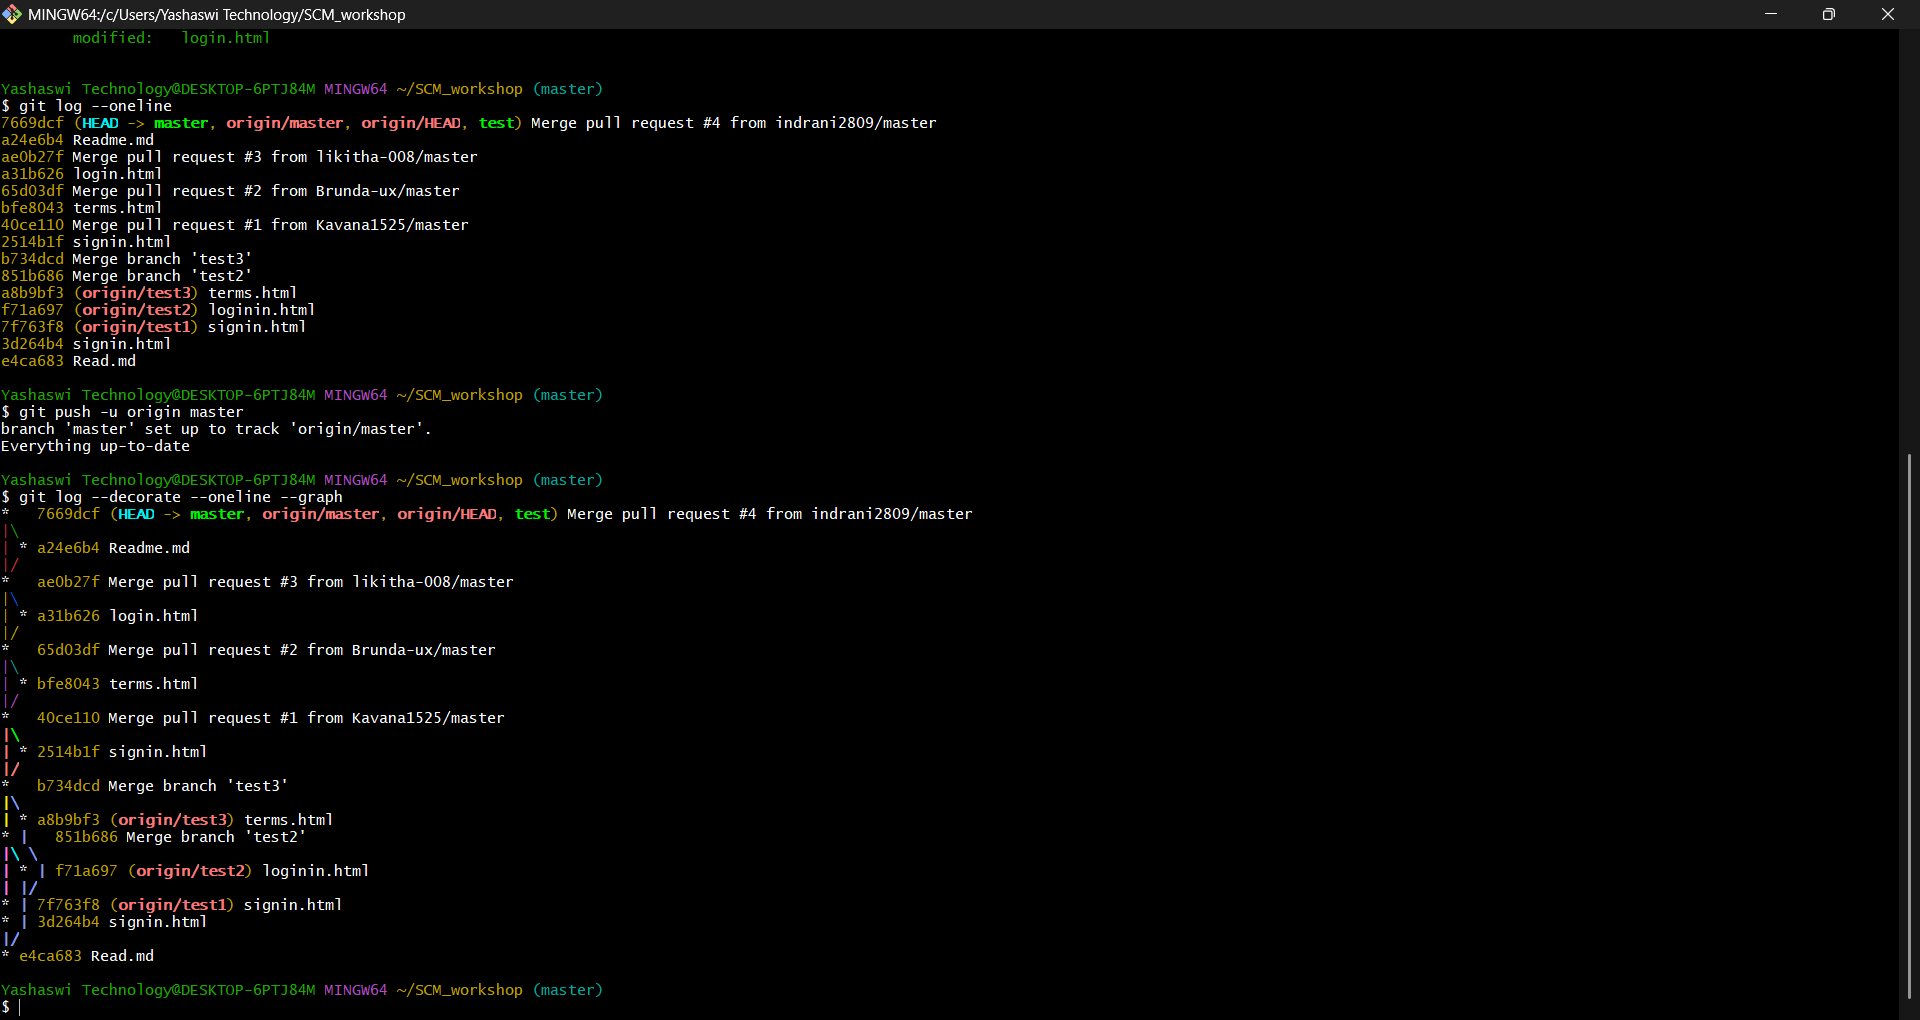 MINGW64:/c/Users/Yashaswi Technology/SCM_workshop
modified:   login.html
Yashaswi Technology@DESKTOP-6PTJ84M MINGW64 ~/SCM_workshop (master)
$ git log --oneline
7669dcf (HEAD -> master, origin/master, origin/HEAD, test) Merge pull request #4 from indrani2809/master
a24e6b4 Readme.md
ae0b27f Merge pull request #3 from likitha-008/master
a31b626 login.html
65d03df Merge pull request #2 from Brunda-ux/master
bfe8043 terms.html
40ce110 Merge pull request #1 from Kavana1525/master
2514b1f signin.html
b734dcd Merge branch 'test3'
851b686 Merge branch 'test2'
a8b9bf3 (origin/test3) terms.html
f71a697 (origin/test2) loginin.html
7f763f8 (origin/test1) signin.html
3d264b4 signin.html
e4ca683 Read.md
Yashaswi Technology@DESKTOP-6PTJ84M MINGW64 ~/SCM_workshop (master)
$ git push -u origin master
branch 'master' set up to track 'origin/master'.
Everything up-to-date
Yashaswi Technology@DESKTOP-6PTJ84M MINGW64 ~/SCM_workshop (master)
$ git log --decorate --oneline --graph
*   7669dcf (HEAD -> master, origin/master, origin/HEAD, test) Merge pull request #4 from indrani2809/master
|\
| * a24e6b4 Readme.md
|/
*   ae0b27f Merge pull request #3 from likitha-008/master
|\
| * a31b626 login.html
|/
*   65d03df Merge pull request #2 from Brunda-ux/master
|\
| * bfe8043 terms.html
|/
*   40ce110 Merge pull request #1 from Kavana1525/master
|\
| * 2514b1f signin.html
|/
*   b734dcd Merge branch 'test3'
|\
| * a8b9bf3 (origin/test3) terms.html
* |   851b686 Merge branch 'test2'
|\ \
| * | f71a697 (origin/test2) loginin.html
| |/
* | 7f763f8 (origin/test1) signin.html
* | 3d264b4 signin.html
|/
* e4ca683 Read.md
Yashaswi Technology@DESKTOP-6PTJ84M MINGW64 ~/SCM_workshop (master)
$